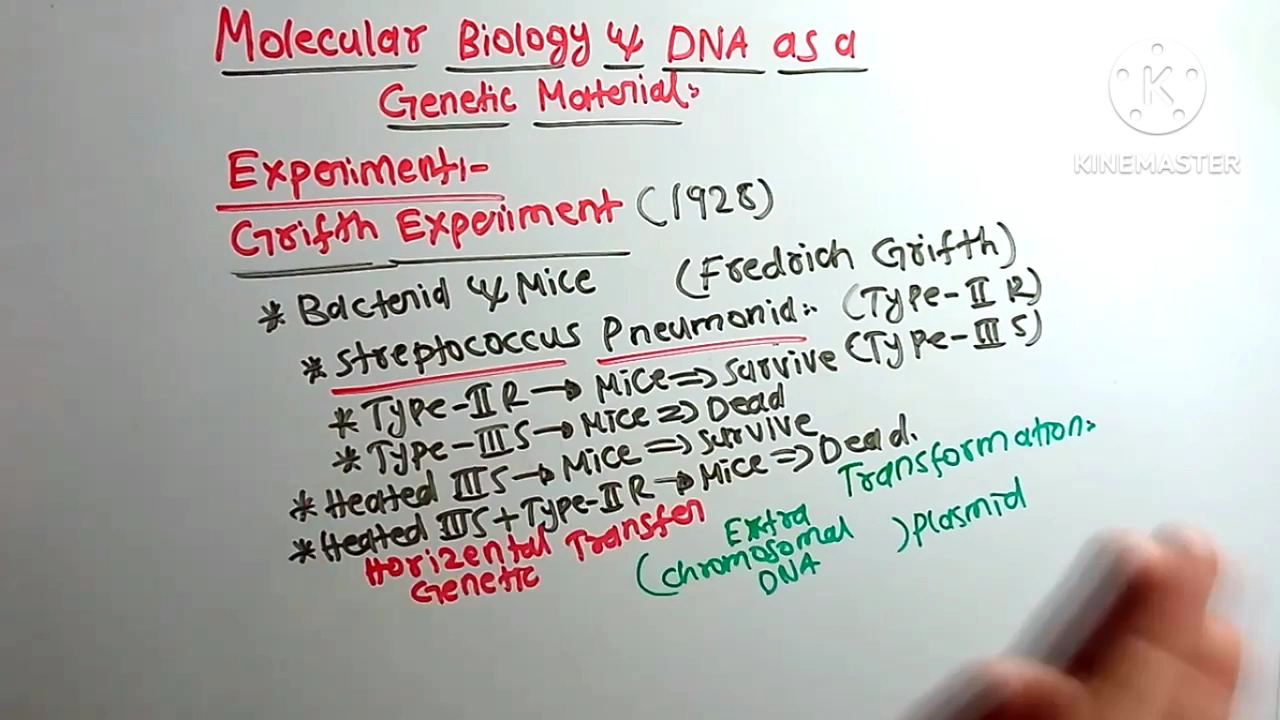 Molecular Biology & DNA as a
Genetic Material:
K
KINEMASTER
Experiment:-
Grifth Experiment (1928)
(Fredrich Grifth)
* Bacteria & Mice
* Streptococcus Pneumonia: (Type-II R)
(Type-III S)
* Type-II R → Mice ⇒ Survive
* Type-III S → Mice ⇒ Dead
* Heated III S → Mice ⇒ Survive
* Heated III S + Type-II R → Mice ⇒ Dead.
Horizental Transfer
Genetic
Transformation:
(Extra
chromosomal
DNA) Plasmid